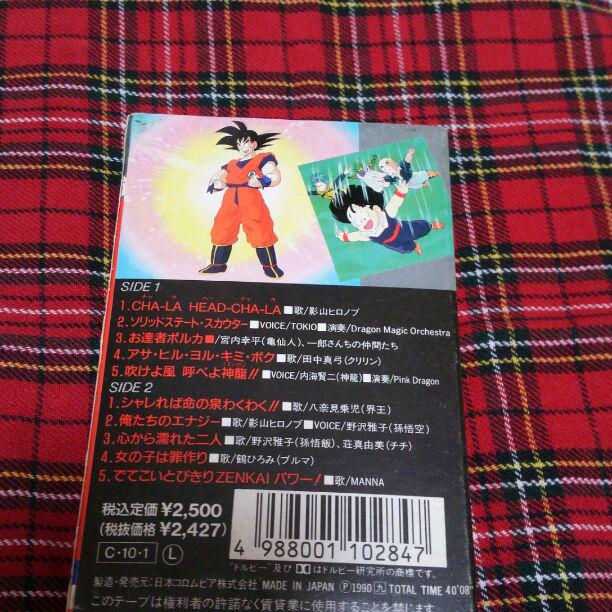 SIDE 1
チャ ラ ヘッ チャ ラ
1.CHA-LA HEAD-CHA-LA■歌/影山ヒロノブ
2.ソリッドステート・スカウター■VOICE/TOKIO■演奏/Dragon Magic Orchestra
3.お達者ポルカ■/宮内幸平(亀仙人)、一郎さんちの仲間たち
4.アサ・ヒル・ヨル・キミ・ボク■歌/田中真弓(クリリン)
5.吹けよ風 呼べよ神龍!!■VOICE/内海賢二(神龍)■演奏/Pink Dragon
SIDE 2
1.シャレれば命の泉わくわく!!■歌/八奈見乗児(界王)
2.俺たちのエナジー■歌/影山ヒロノブ■VOICE/野沢雅子(孫悟空)
3.心から濡れた二人■歌/野沢雅子(孫悟飯)、荘真由美(チチ)
4.女の子は罪作り■歌/鶴ひろみ(ブルマ)
5.でてこいとびきりZENKAIパワー!■歌/MANNA
税込定価¥2,500
(税抜価格¥2,427)
C·10·1 L
4 988001 102847
"ドルビー"及びはドルビー研究所の商標です。
製造・発売元:日本コロムビア株式会社 MADE IN JAPAN Ⓟ1990 九 TOTAL TIME 40'08"
このテープは権利者の許諾なく賃貸業に使用することを禁じま